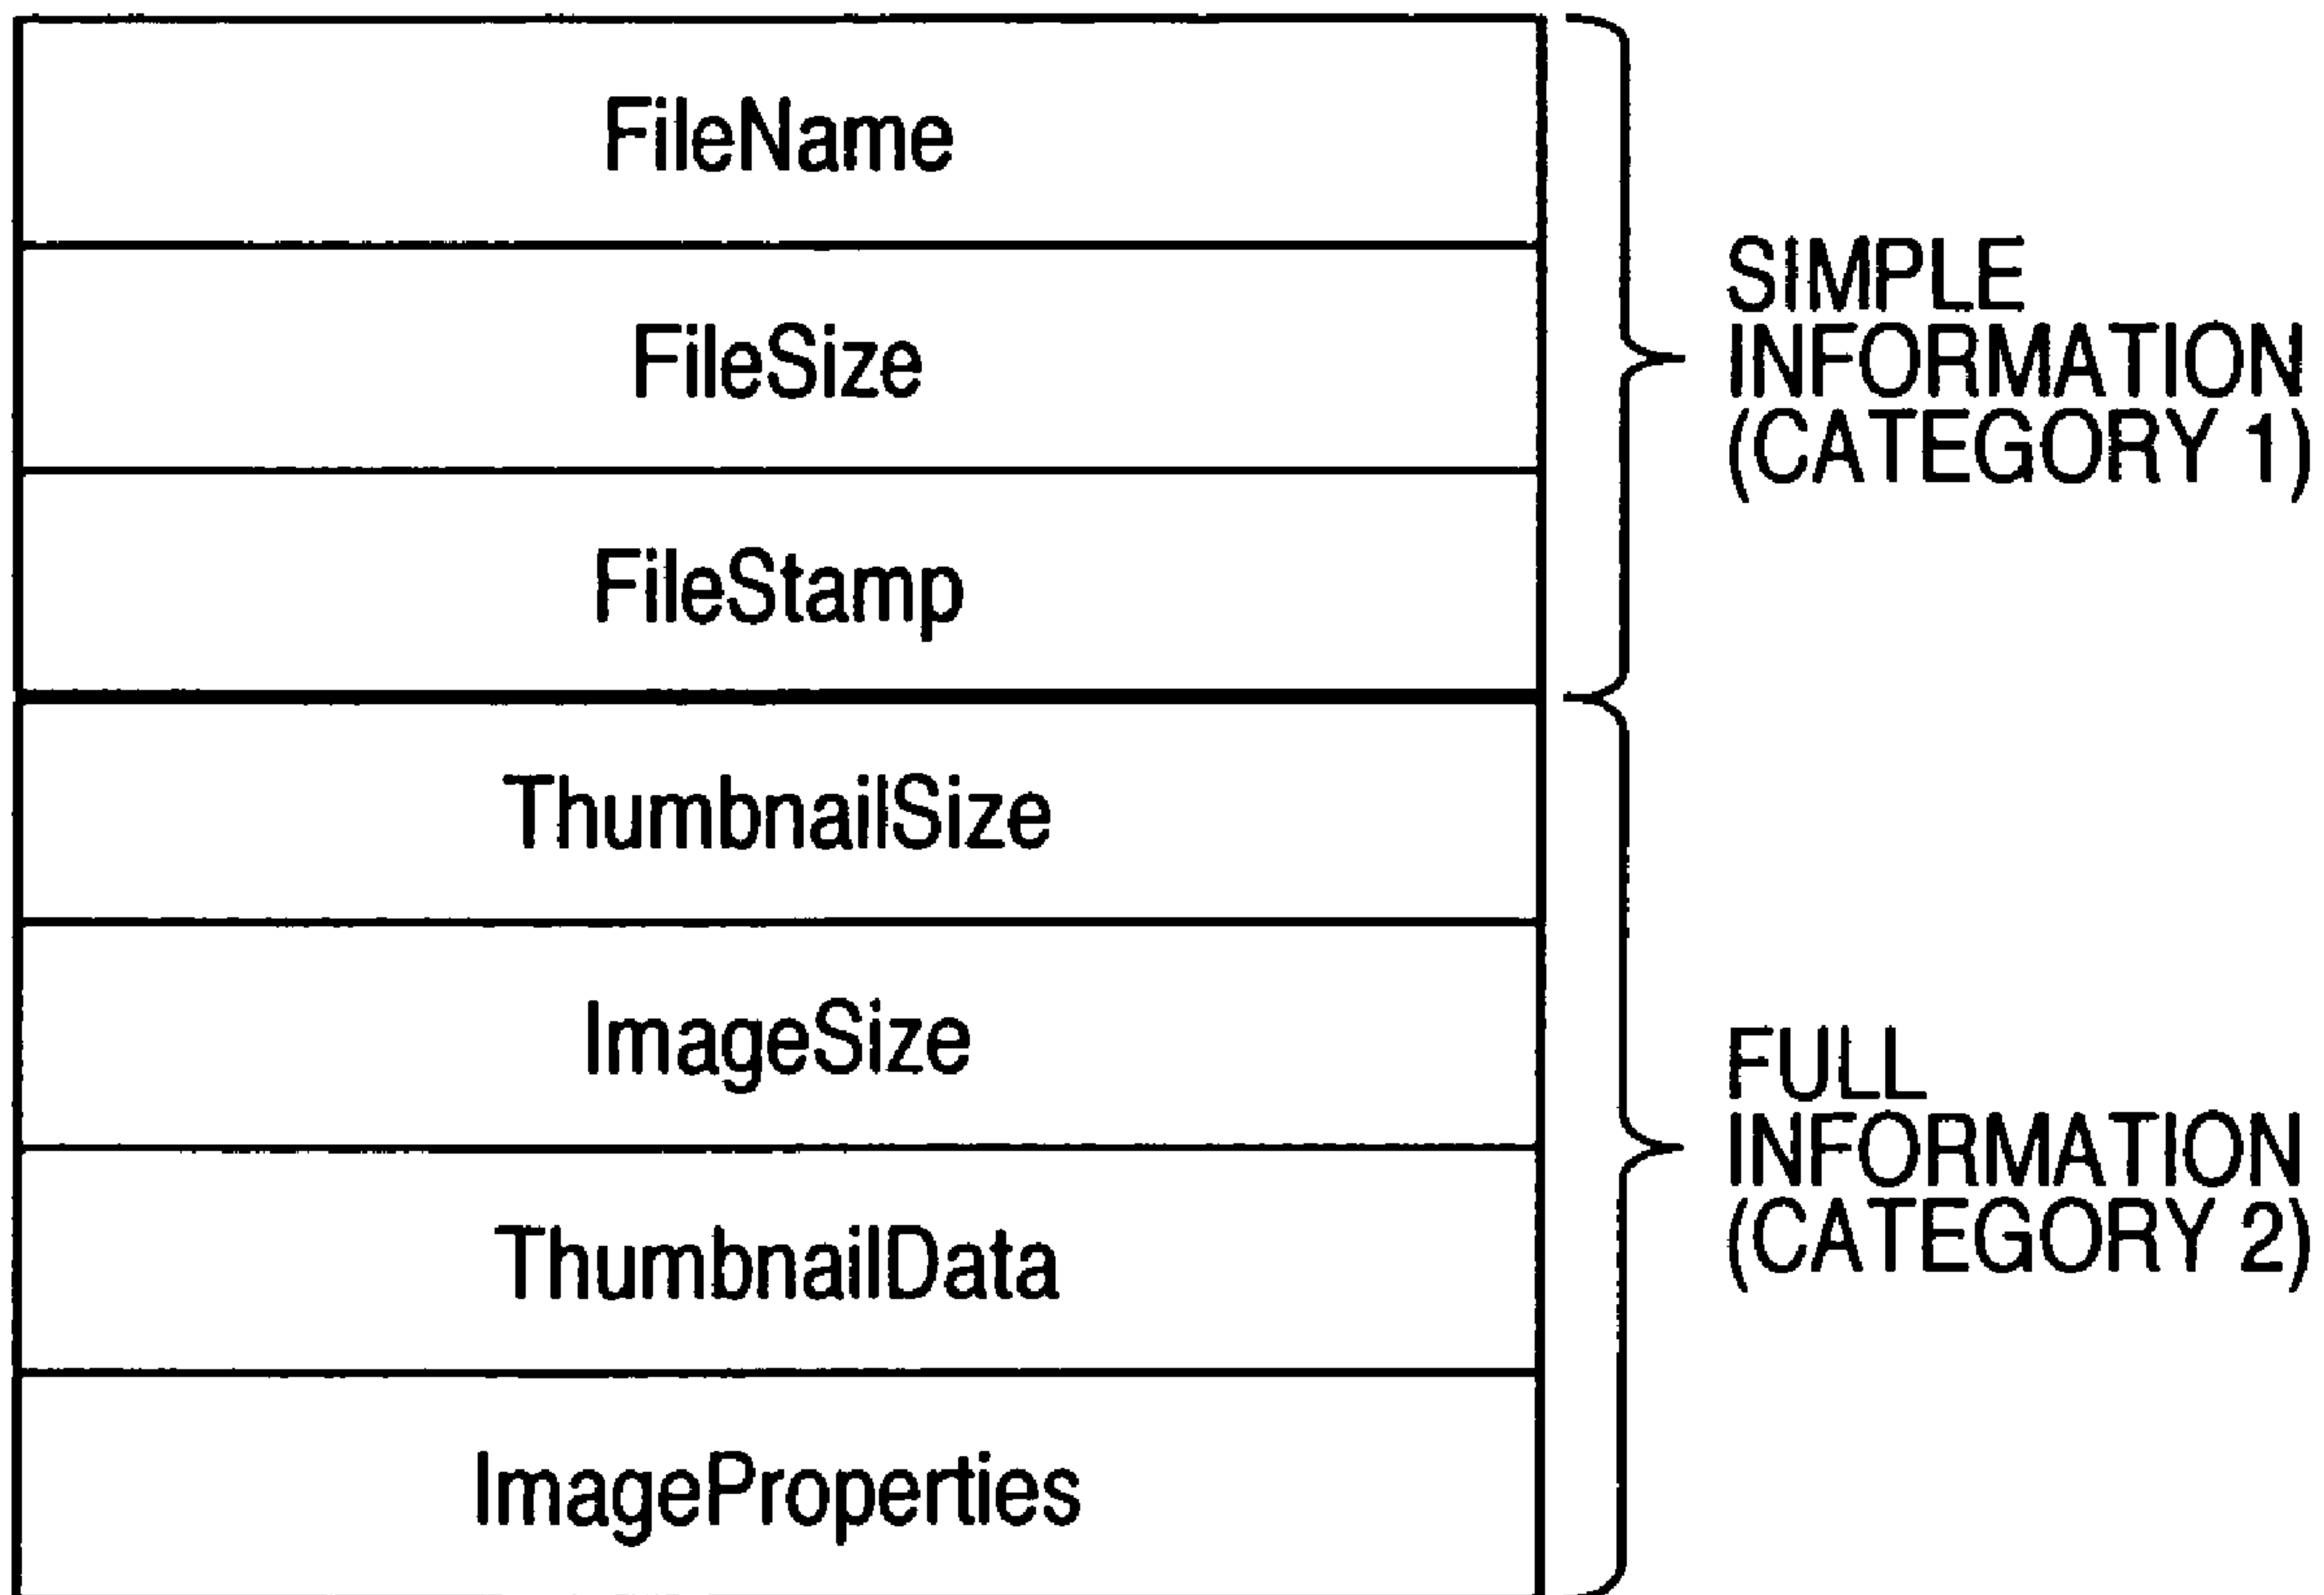 FileName
FileSize
FileStamp
SIMPLE
INFORMATION
(CATEGORY 1)
ThumbnailSize
ImageSize
ThumbnailData
ImageProperties
FULL
INFORMATION
(CATEGORY 2)